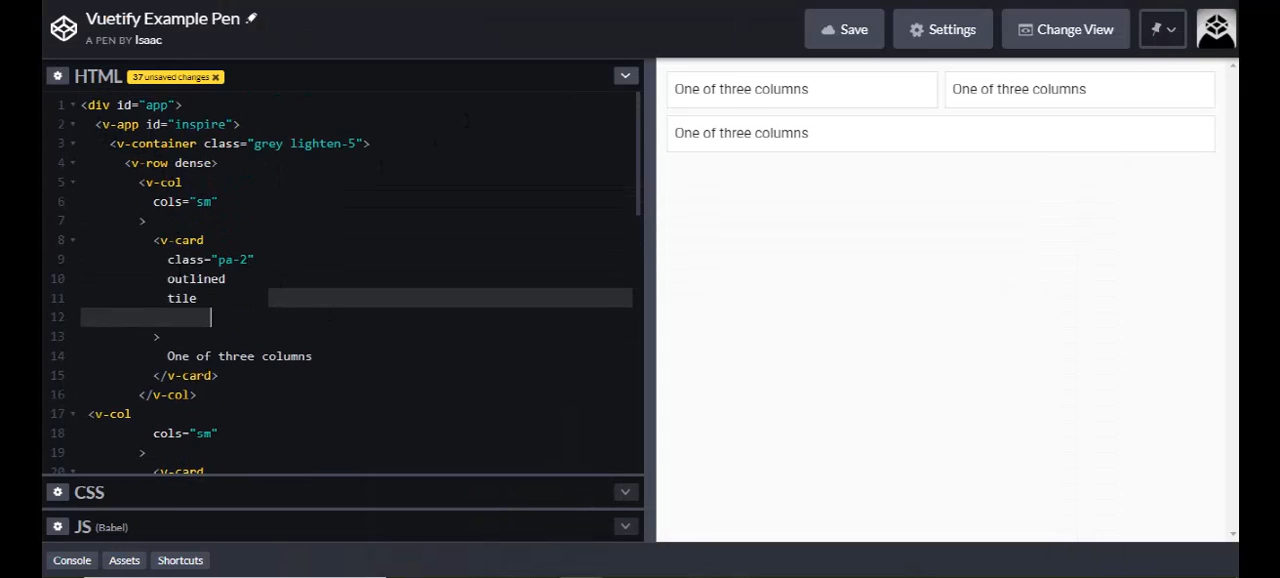 Vuetify Example Pen
A PEN BY Isaac
Save
Settings
Change View
HTML
37 unsaved changes x
1 <div id="app">
2 <v-app id="inspire">
3 <v-container class="grey lighten-5">
4 <v-row dense>
5 <v-col
6 cols="sm"
7 >
8 <v-card
9 class="pa-2"
10 outlined
11 tile
12
13 >
14 One of three columns
15 </v-card>
16 </v-col>
17 <v-col
18 cols="sm"
19 >
20 <v-card
CSS
JS (Babel)
Console
Assets
Shortcuts
One of three columns
One of three columns
One of three columns